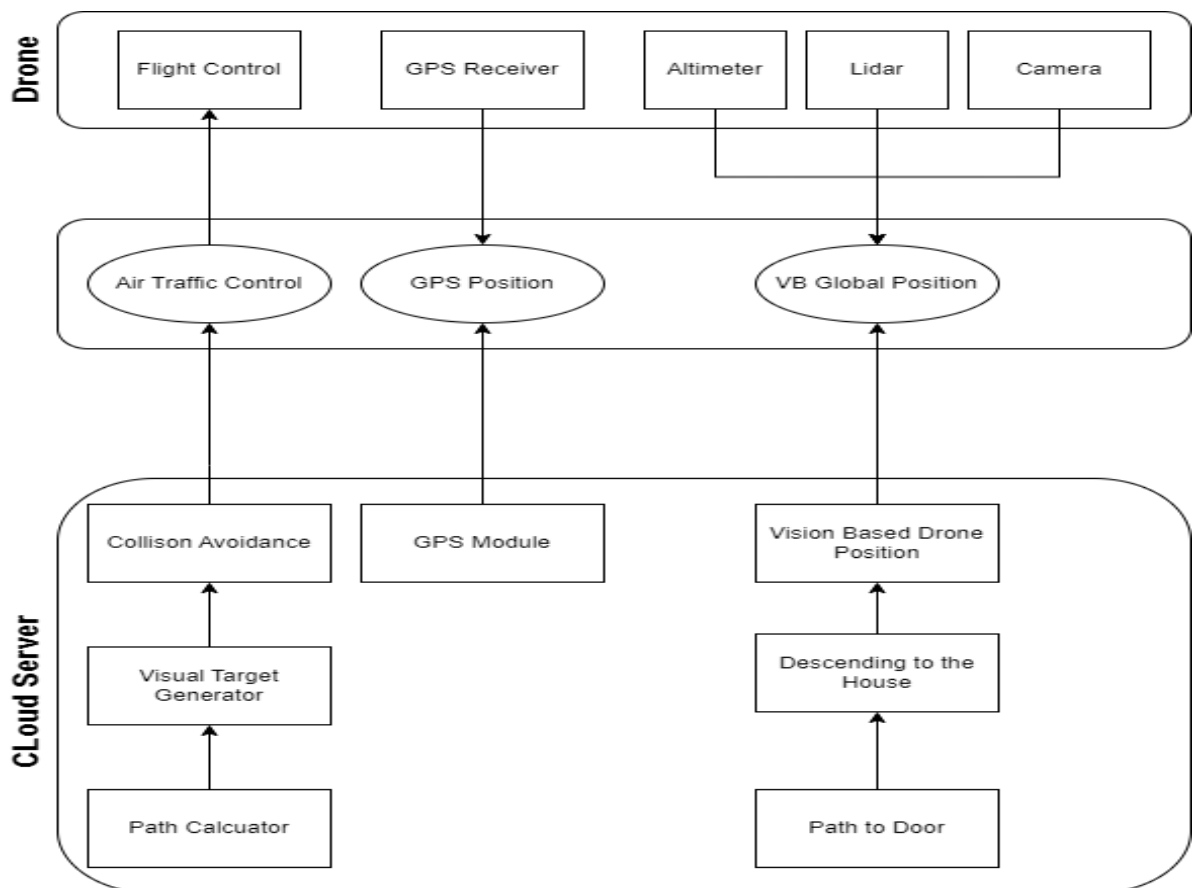 Drone
Flight Control
GPS Receiver
Altimeter
Lidar
Camera
Air Traffic Control
GPS Position
VB Global Position
CLoud Server
Collison Avoidance
GPS Module
Vision Based Drone
Position
Visual Target
Generator
Descending to the
House
Path Calcuator
Path to Door